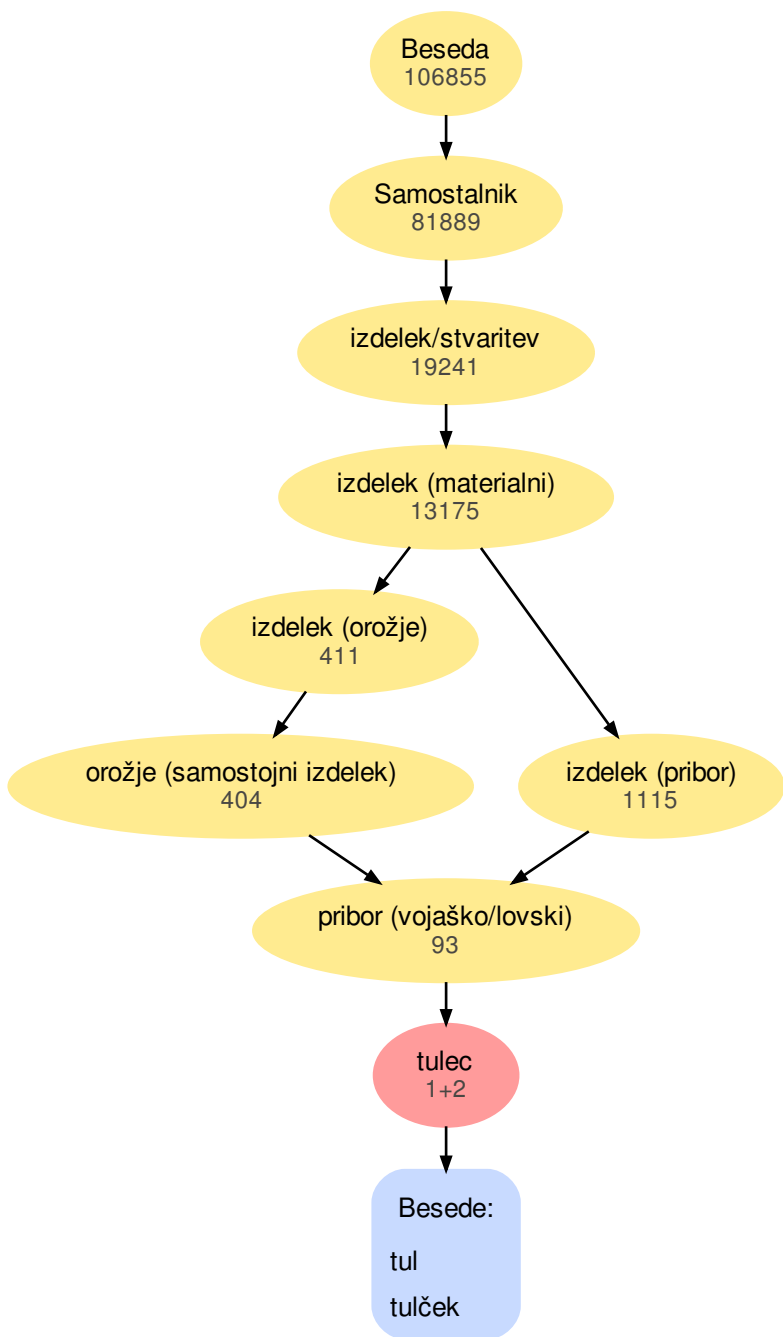 Beseda
106855
Samostalnik
81889
izdelek/stvaritev
19241
izdelek (materialni)
13175
izdelek (orožje)
411
orožje (samostojni izdelek)
404
izdelek (pribor)
1115
pribor (vojaško/lovski)
93
tulec
1+2
Besede:
tul
tulček